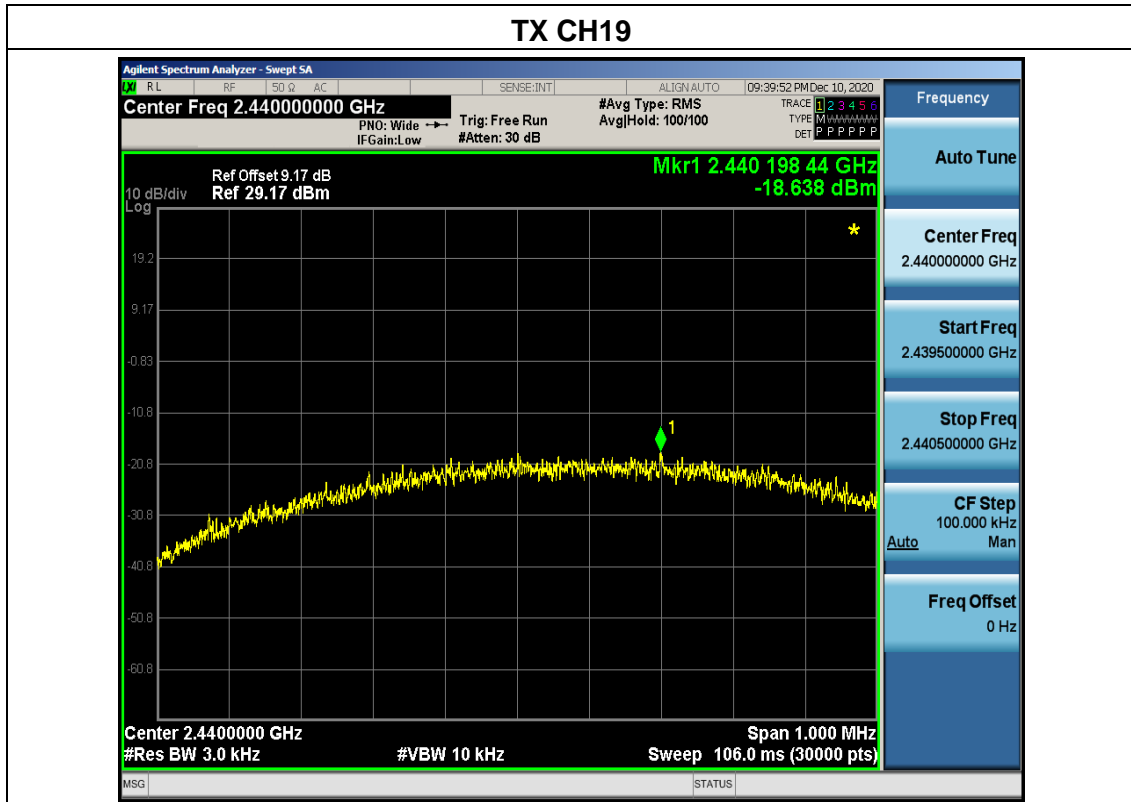 TX CH19
Agilent Spectrum Analyzer - Swept SA
LXI RL RF 50 Ω AC SENSE:INT ALIGN AUTO 09:39:52 PM Dec 10, 2020
Center Freq 2.440000000 GHz
PNO: Wide
IFGain:Low
Trig: Free Run
#Atten: 30 dB
#Avg Type: RMS
Avg|Hold: 100/100
TRACE 1 2 3 4 5 6
TYPE M W W W W W
DET P P P P P P
Mkr1 2.440 198 44 GHz
-18.638 dBm
Ref Offset 9.17 dB
10 dB/div Ref 29.17 dBm
Log
19.2
9.17
-0.83
-10.8
-20.8
-30.8
-40.8
-50.8
-60.8
*
1
Center 2.4400000 GHz Span 1.000 MHz
#Res BW 3.0 kHz #VBW 10 kHz Sweep 106.0 ms (30000 pts)
MSG STATUS
Frequency
Auto Tune
Center Freq
2.440000000 GHz
Start Freq
2.439500000 GHz
Stop Freq
2.440500000 GHz
CF Step
100.000 kHz
Auto Man
Freq Offset
0 Hz